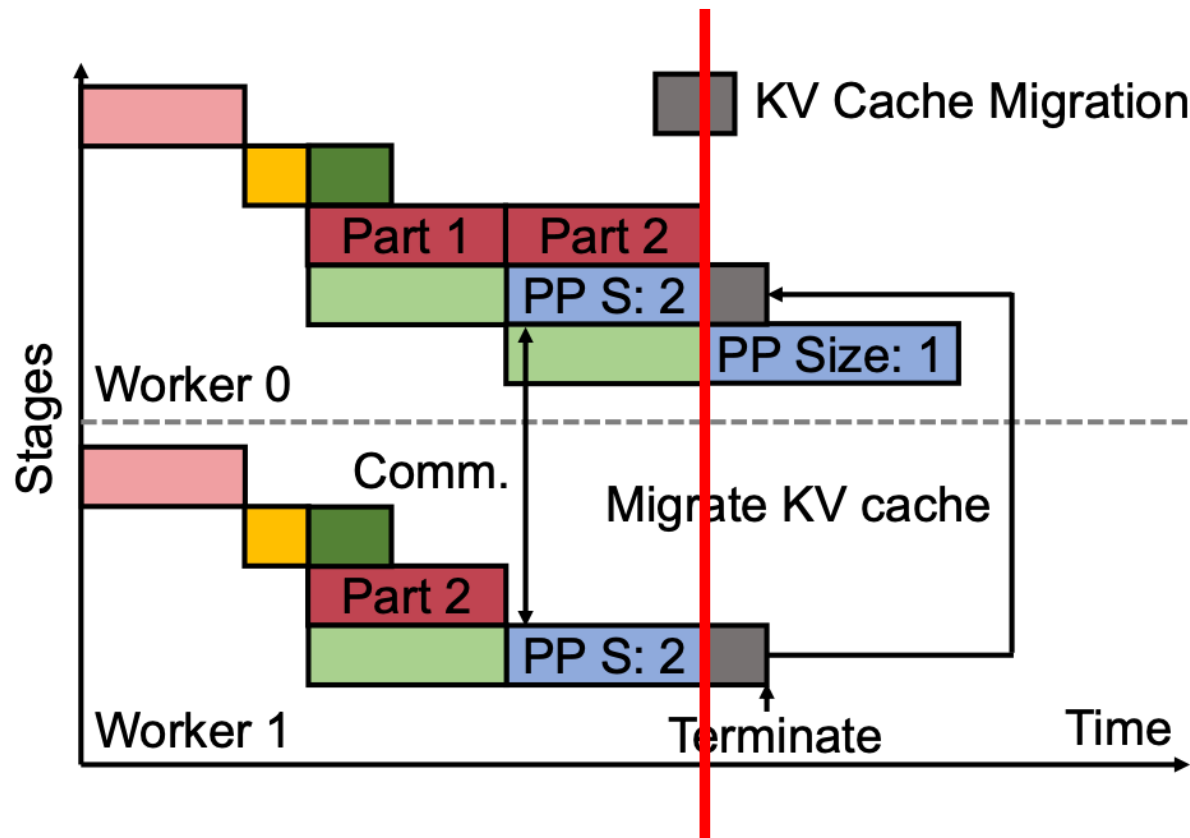 KV Cache Migration
Part 1
Part 2
PP S: 2
PP Size: 1
Worker 0
Stages
Comm.
Migrate KV cache
Part 2
PP S: 2
Worker 1
Terminate
Time